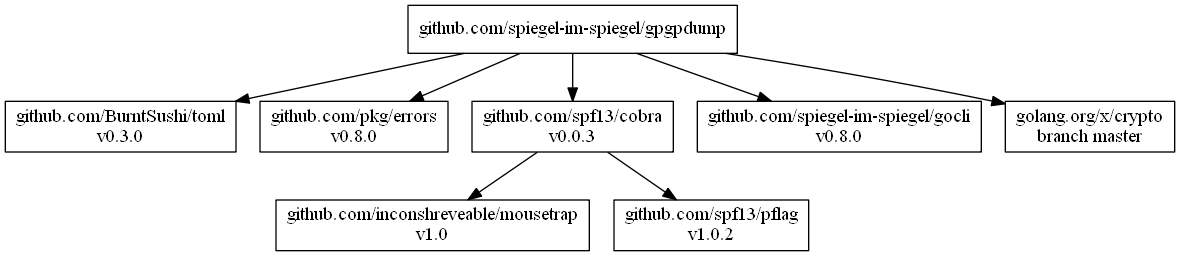 github.com/spiegel-im-spiegel/gpgpdump
github.com/BurntSushi/toml
v0.3.0
github.com/pkg/errors
v0.8.0
github.com/spf13/cobra
v0.0.3
github.com/spiegel-im-spiegel/gocli
v0.8.0
golang.org/x/crypto
branch master
github.com/inconshreveable/mousetrap
v1.0
github.com/spf13/pflag
v1.0.2